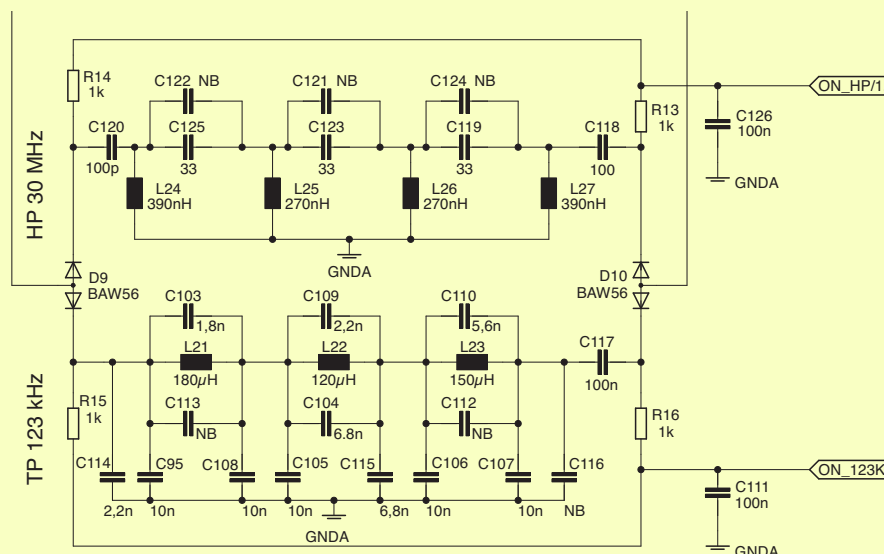 R14
1k
C122 NB
C121 NB
C124 NB
ON_HP/1
R13
1k
C126
100n
C120
100p
C125
33
C123
33
C119
33
C118
100
L24
390nH
L25
270nH
L26
270nH
L27
390nH
GNDA
GNDA
HP 30 MHz
D9
BAW56
D10
BAW56
C103
1,8n
C109
2,2n
C110
5,6n
C117
100n
L21
180µH
L22
120µH
L23
150µH
R15
1k
C113
NB
C104
6.8n
C112
NB
R16
1k
TP 123 kHz
C114
2,2n
C95
10n
C108
10n
C105
10n
C115
6,8n
C106
10n
C107
10n
C116
NB
ON_123K
C111
100n
GNDA
GNDA